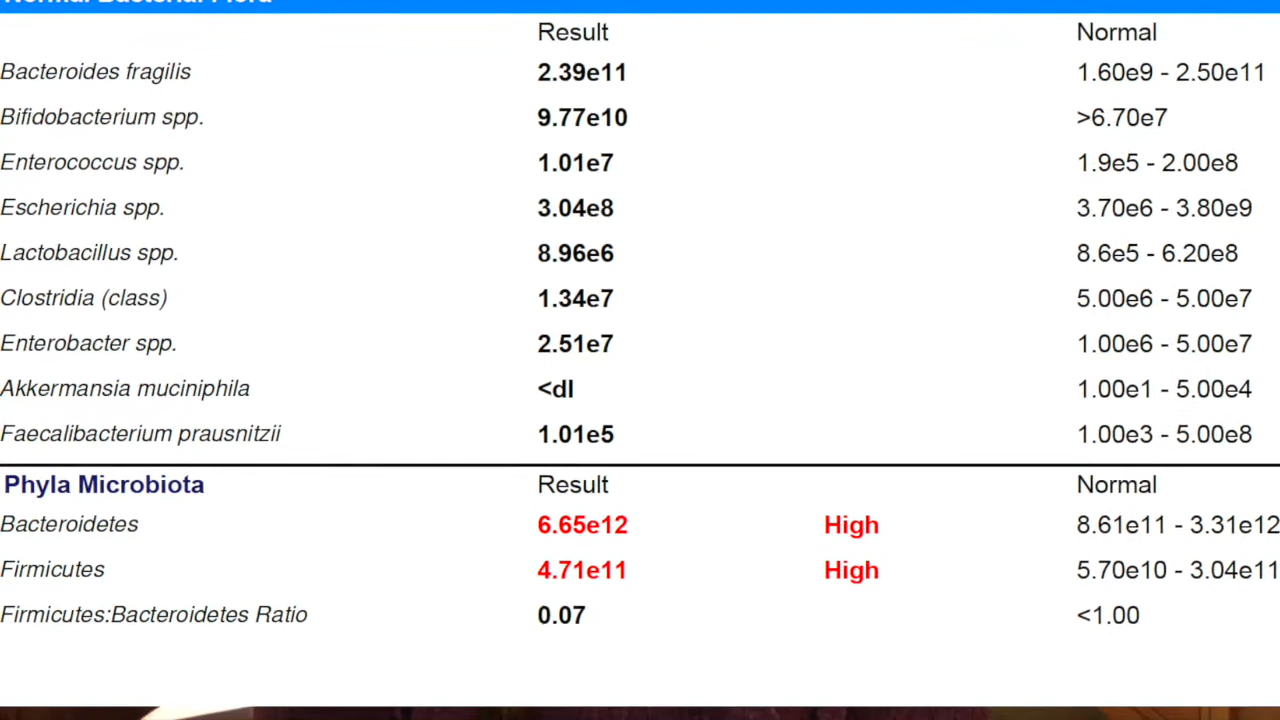 Normal Bacterial Flora
Result Normal
Bacteroides fragilis 2.39e11 1.60e9 - 2.50e11
Bifidobacterium spp. 9.77e10 >6.70e7
Enterococcus spp. 1.01e7 1.9e5 - 2.00e8
Escherichia spp. 3.04e8 3.70e6 - 3.80e9
Lactobacillus spp. 8.96e6 8.6e5 - 6.20e8
Clostridia (class) 1.34e7 5.00e6 - 5.00e7
Enterobacter spp. 2.51e7 1.00e6 - 5.00e7
Akkermansia muciniphila <dl 1.00e1 - 5.00e4
Faecalibacterium prausnitzii 1.01e5 1.00e3 - 5.00e8
Phyla Microbiota Result Normal
Bacteroidetes 6.65e12 High 8.61e11 - 3.31e12
Firmicutes 4.71e11 High 5.70e10 - 3.04e11
Firmicutes:Bacteroidetes Ratio 0.07 <1.00